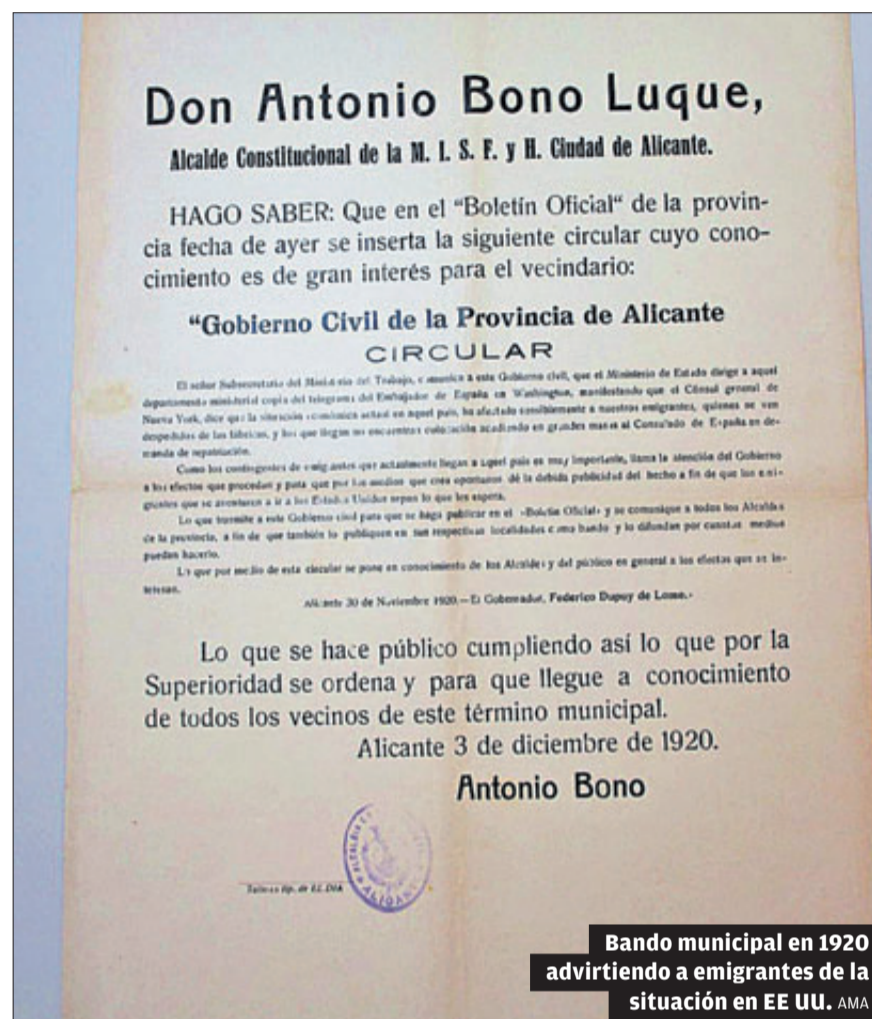 Don Antonio Bono Luque,
Alcalde Constitucional de la M. I. S. F. y H. Ciudad de Alicante.
HAGO SABER: Que en el "Boletín Oficial" de la provin-
cia fecha de ayer se inserta la siguiente circular cuyo cono-
cimiento es de gran interés para el vecindario:
"Gobierno Civil de la Provincia de Alicante
CIRCULAR
El señor Subsecretario del Ministerio del Trabajo, comunica a este Gobierno civil, que el Ministerio de Estado dirige a aquel
departamento ministerial copia del telegrama del Embajador de España en Washington, manifestando que el Cónsul general de
Nueva York, dice que la situación económica actual en aquel país, ha afectado sensiblemente a nuestros emigrantes, quienes se ven
despedidos de las fábricas, y los que llegan no encuentran colocación acudiendo en grandes masas al Consulado de España en de-
manda de repatriación.
Como los contingentes de emigrantes que actualmente llegan a aquel país es muy importante, llama la atención del Gobierno
a los efectos que procedan y para que por los medios que crea oportunos dé la debida publicidad del hecho a fin de que los emi-
grantes que se aventuran a ir a los Estados Unidos sepan lo que les espera.
Lo que transmite a este Gobierno civil para que se haga publicar en el «Boletín Oficial» y se comunique a todos los Alcaldes
de la provincia, a fin de que también lo publiquen en sus respectivas localidades como bando y lo difundan por cuantos medios
puedan hacerlo.
Lo que por medio de esta circular se pone en conocimiento de los Alcaldes y del público en general a los efectos que se in-
teresan.
Alicante 30 de Noviembre 1920.—El Gobernador, Federico Dupuy de Lome.»
Lo que se hace público cumpliendo así lo que por la
Superioridad se ordena y para que llegue a conocimiento
de todos los vecinos de este término municipal.
Alicante 3 de diciembre de 1920.
Antonio Bono
ALCALDIA
ALICANTE
tip. de EL DIA
Bando municipal en 1920
advirtiendo a emigrantes de la
situación en EE UU. AMA